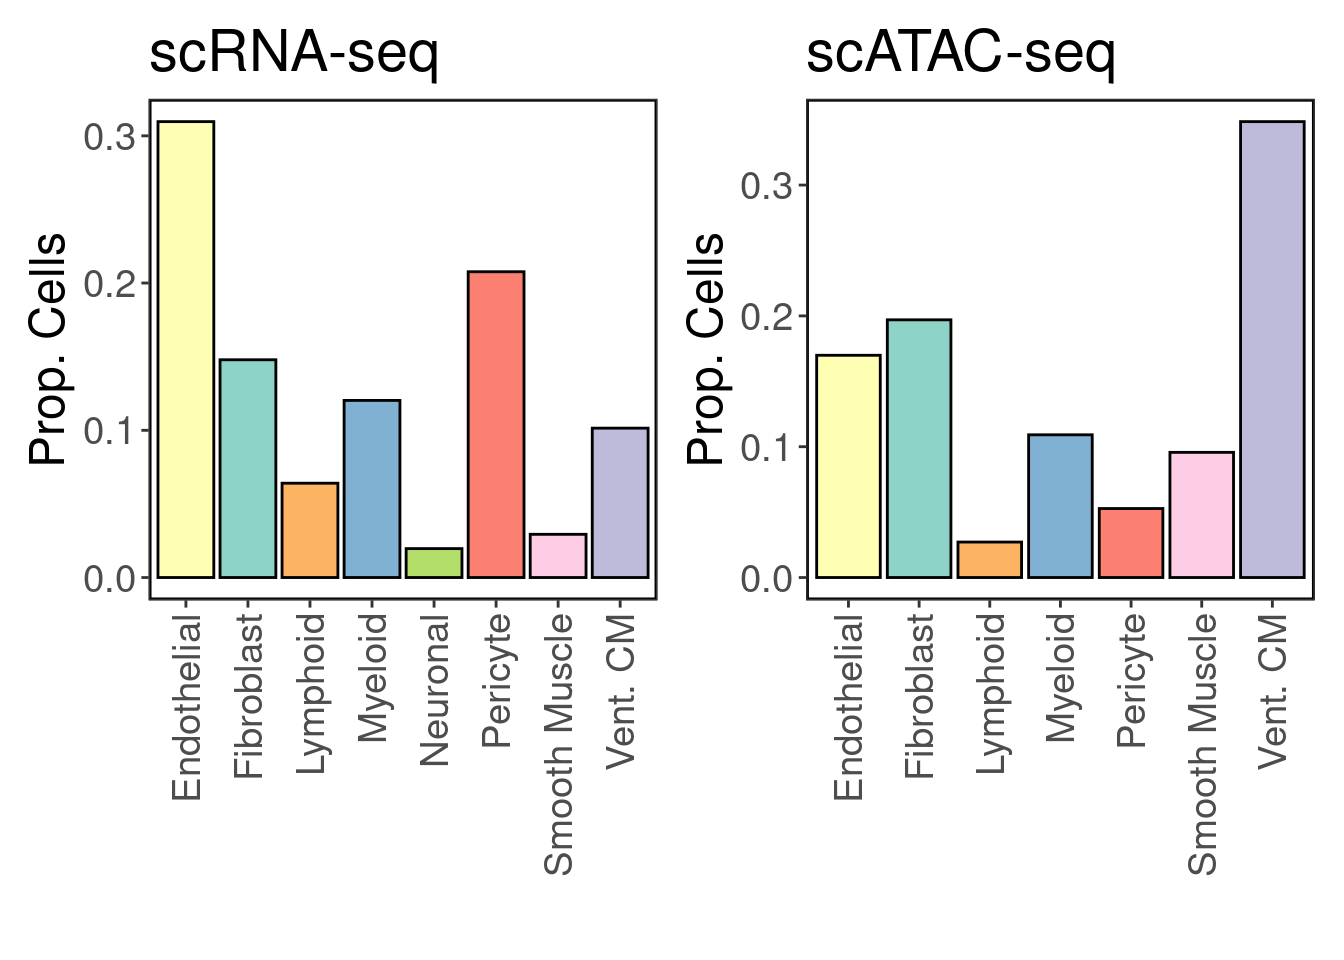 scRNA-seq
Prop. Cells
0.3
0.2
0.1
0.0
Endothelial
Fibroblast
Lymphoid
Myeloid
Neuronal
Pericyte
Smooth Muscle
Vent. CM
scATAC-seq
Prop. Cells
0.3
0.2
0.1
0.0
Endothelial
Fibroblast
Lymphoid
Myeloid
Pericyte
Smooth Muscle
Vent. CM